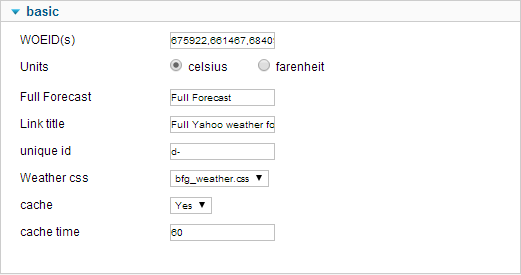 basic
WOEID(s) 675922,661467,6840
Units celsius farenheit
Full Forecast Full Forecast
Link title Full Yahoo weather fo
unique id d-
Weather css bfg_weather.css
cache Yes
cache time 60